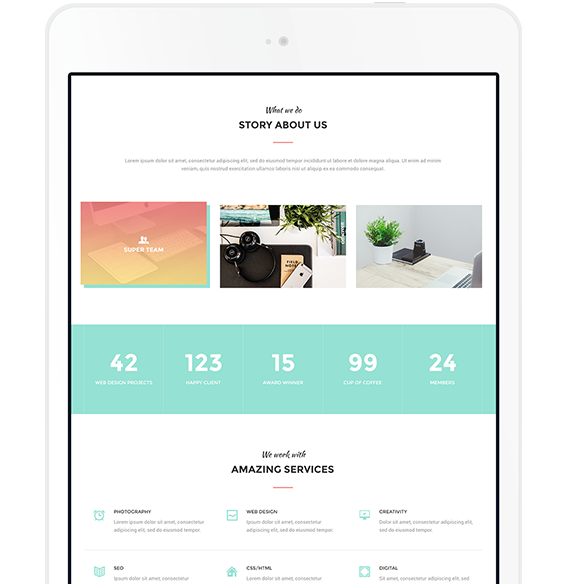 What we do
STORY ABOUT US
Lorem ipsum dolor sit amet, consectetur adipiscing elit, sed do eiusmod tempor incididunt ut labore et dolore magna aliqua. Ut enim ad minim
veniam, quis nostrud exercitation ullamco laboris nisi ut aliquip ex ea commodo consequat.
SUPER TEAM
FIELD NOTES
42
123
15
99
24
WEB DESIGN PROJECTS
HAPPY CLIENT
AWARD WINNER
CUP OF COFFEE
MEMBERS
We work with
AMAZING SERVICES
PHOTOGRAPHY
Lorem ipsum dolor sit amet, consectetur
adipiscing elit, sed do eiusmod tempor.
WEB DESIGN
Ipsum dolor sit amet, consectetur
adipiscing elit, sed do eiusmod tempor.
CREATIVITY
Dolor sit amet, consectetur adipiscing elit,
sed do eiusmod tempor.
SEO
Ipsum dolor sit amet, consectetur
CSS/HTML
Lorem ipsum dolor sit amet, consectetur
DIGITAL
Sit amet, consectetur adipiscing elit, sed